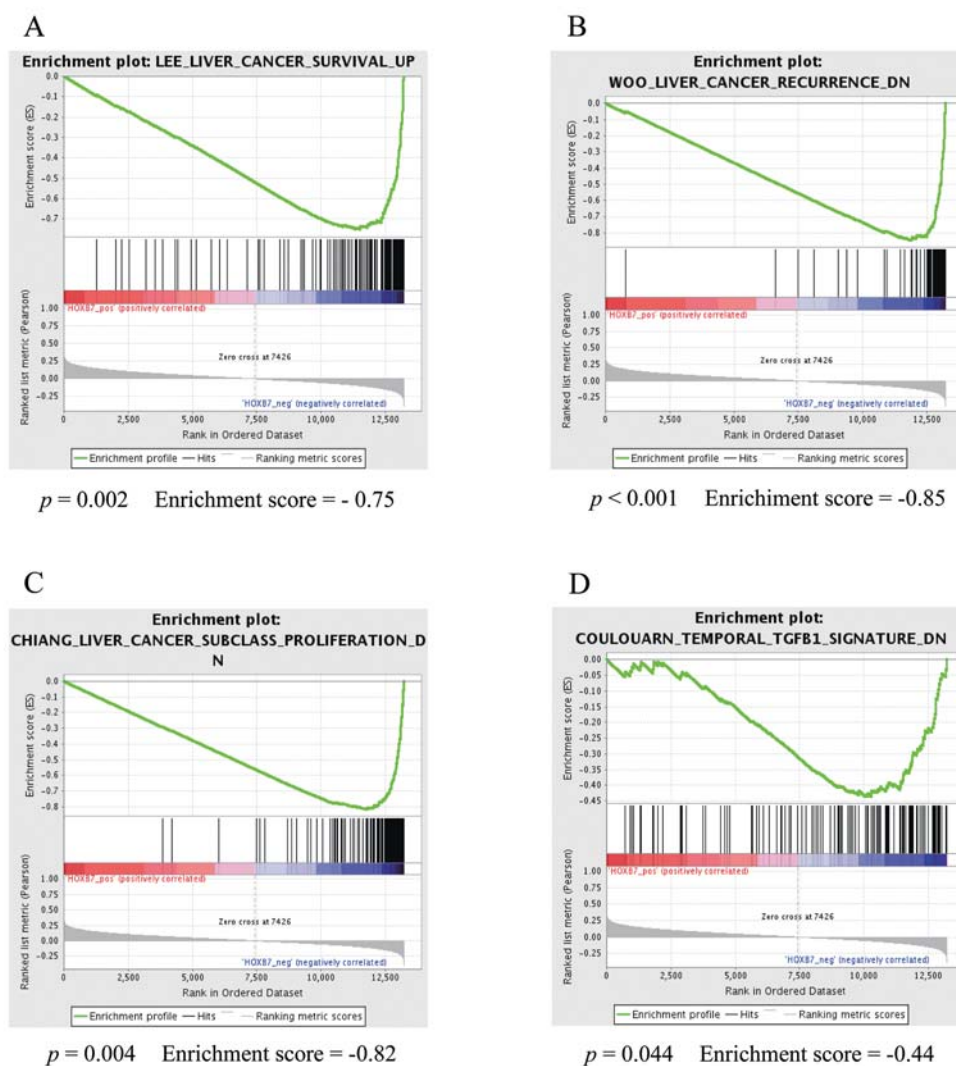 A
Enrichment plot: LEE_LIVER_CANCER_SURVIVAL_UP
Enrichment score (ES)
0.0
-0.1
-0.2
-0.3
-0.4
-0.5
-0.6
-0.7
Ranked list metric (Pearson)
1.00
0.75
0.50
0.25
0.00
-0.25
'HOXB7_pos' (positively correlated)
Zero cross at 7426
'HOXB7_neg' (negatively correlated)
0 2,500 5,000 7,500 10,000 12,500
Rank in Ordered Dataset
Enrichment profile Hits Ranking metric scores
p = 0.002 Enrichment score = - 0.75
B
Enrichment plot:
WOO_LIVER_CANCER_RECURRENCE_DN
Enrichment score (ES)
0.0
-0.1
-0.2
-0.3
-0.4
-0.5
-0.6
-0.7
-0.8
Ranked list metric (Pearson)
1.00
0.75
0.50
0.25
0.00
-0.25
'HOXB7_pos' (positively correlated)
Zero cross at 7426
'HOXB7_neg' (negatively correlated)
0 2,500 5,000 7,500 10,000 12,500
Rank in Ordered Dataset
Enrichment profile Hits Ranking metric scores
p < 0.001 Enrichiment score = -0.85
C
Enrichment plot:
CHIANG_LIVER_CANCER_SUBCLASS_PROLIFERATION_D
N
Enrichment score (ES)
0.0
-0.1
-0.2
-0.3
-0.4
-0.5
-0.6
-0.7
-0.8
Ranked list metric (Pearson)
1.00
0.75
0.50
0.25
0.00
-0.25
'HOXB7_pos' (positively correlated)
Zero cross at 7426
'HOXB7_neg' (negatively correlated)
0 2,500 5,000 7,500 10,000 12,500
Rank in Ordered Dataset
Enrichment profile Hits Ranking metric scores
p = 0.004 Enrichment score = -0.82
D
Enrichment plot:
COULOUARN_TEMPORAL_TGFB1_SIGNATURE_DN
Enrichment score (ES)
0.00
-0.05
-0.10
-0.15
-0.20
-0.25
-0.30
-0.35
-0.40
-0.45
Ranked list metric (Pearson)
1.00
0.75
0.50
0.25
0.00
-0.25
'HOXB7_pos' (positively correlated)
Zero cross at 7426
'HOXB7_neg' (negatively correlated)
0 2,500 5,000 7,500 10,000 12,500
Rank in Ordered Dataset
Enrichment profile Hits Ranking metric scores
p = 0.044 Enrichment score = -0.44